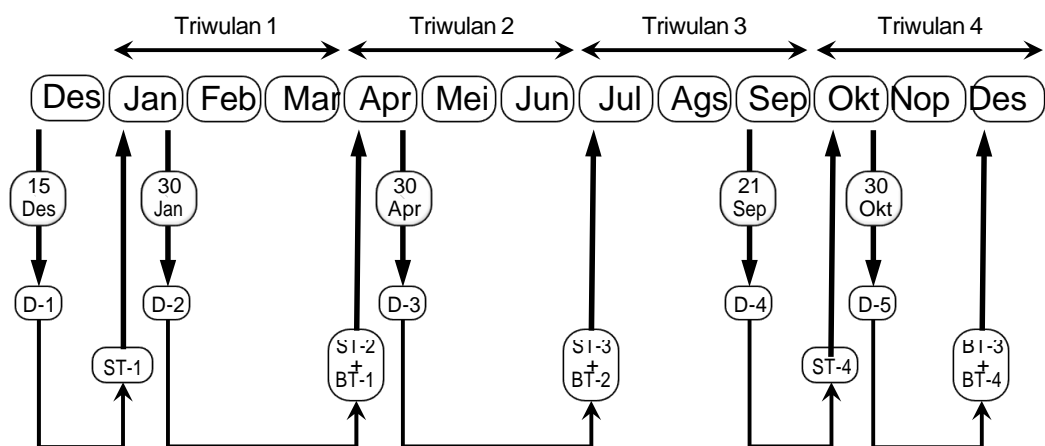 Triwulan 1 Triwulan 2 Triwulan 3 Triwulan 4
Des Jan Feb Mar Apr Mei Jun Jul Ags Sep Okt Nop Des
15 30 30 21 30
Des Jan Apr Sep Okt
D-1 D-2 D-3 D-4 D-5
ST-2 ST-3 BT-3
ST-1 + + ST-4 +
BT-1 BT-2 BT-4